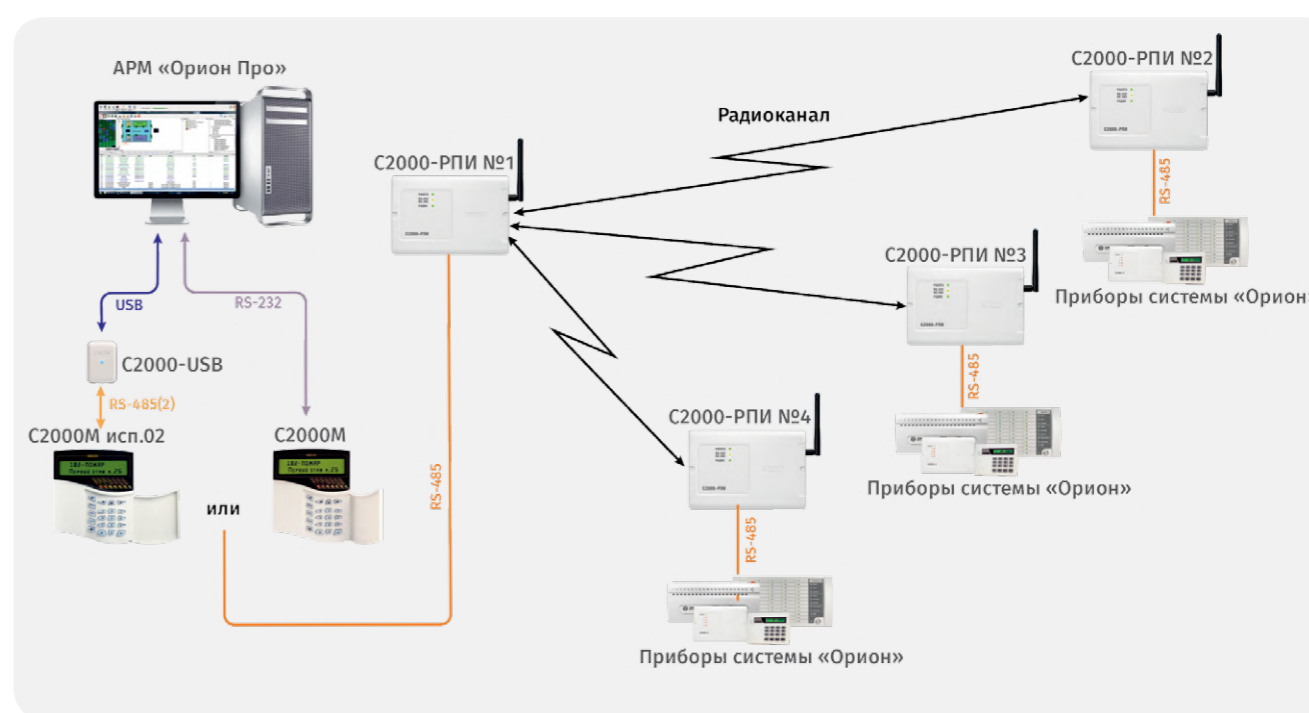 АРМ «Орион Про»
С2000-РПИ №2
Радиоканал
С2000-РПИ №1
RS-485
С2000-РПИ №3
USB
RS-232
Приборы системы «Орион»
С2000-USB
RS-485
RS-485(2)
С2000-РПИ №4
С2000М исп.02
С2000М
RS-485
или
Приборы системы «Орион»
RS-485
Приборы системы «Орион»